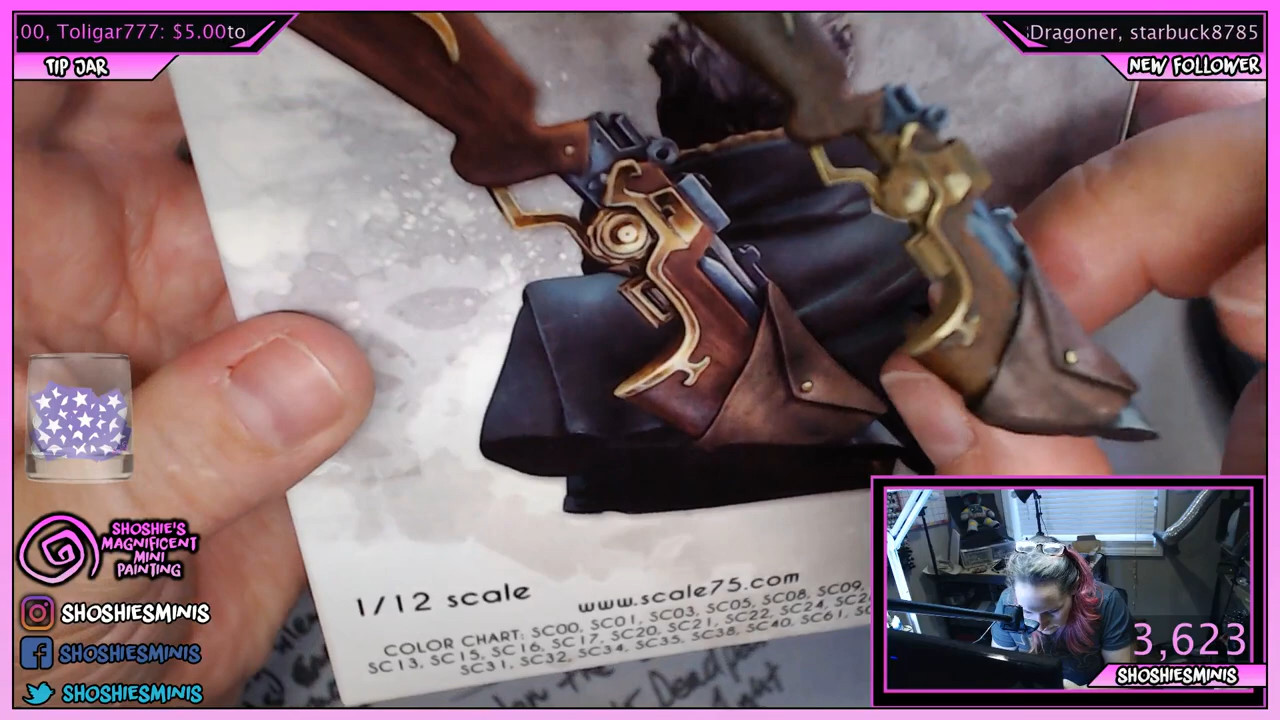 .00, Toligar777: $5.00to
TIP JAR
Dragoner, starbuck8785
NEW FOLLOWER
SHOSHIE'S
MAGNIFICENT
MINI
PAINTING
SHOSHIESMINIS
SHOSHIESMINIS
SHOSHIESMINIS
1/12 scale
www.scale75.com
COLOR CHART: SC00, SC01, SC03, SC05, SC08, SC09,
SC13, SC15, SC16, SC17, SC20, SC21, SC22, SC24,
SC31, SC32, SC34, SC35, SC38, SC40, SC61,
3,623
SHOSHIESMINIS